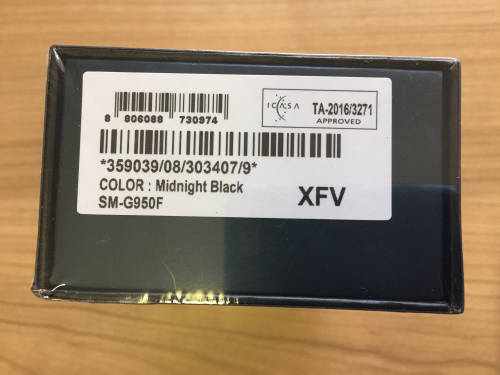 8 806088 730974
ICASA
TA-2016/3271
APPROVED
*359039/08/303407/9*
COLOR : Midnight Black
SM-G950F
XFV